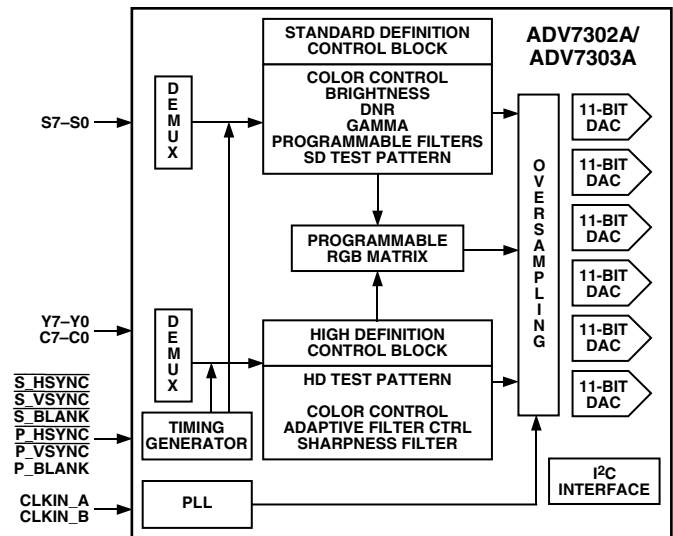 ADV7302A/
ADV7303A
STANDARD DEFINITION
CONTROL BLOCK
COLOR CONTROL
BRIGHTNESS
DNR
GAMMA
PROGRAMMABLE FILTERS
SD TEST PATTERN
DEMUX
S7–S0
OVERSAMPLING
11-BIT
DAC
11-BIT
DAC
11-BIT
DAC
11-BIT
DAC
11-BIT
DAC
11-BIT
DAC
PROGRAMMABLE
RGB MATRIX
Y7–Y0
C7–C0
DEMUX
HIGH DEFINITION
CONTROL BLOCK
HD TEST PATTERN
COLOR CONTROL
ADAPTIVE FILTER CTRL
SHARPNESS FILTER
S_HSYNC
S_VSYNC
S_BLANK
P_HSYNC
P_VSYNC
P_BLANK
TIMING
GENERATOR
CLKIN_A
CLKIN_B
PLL
I²C
INTERFACE